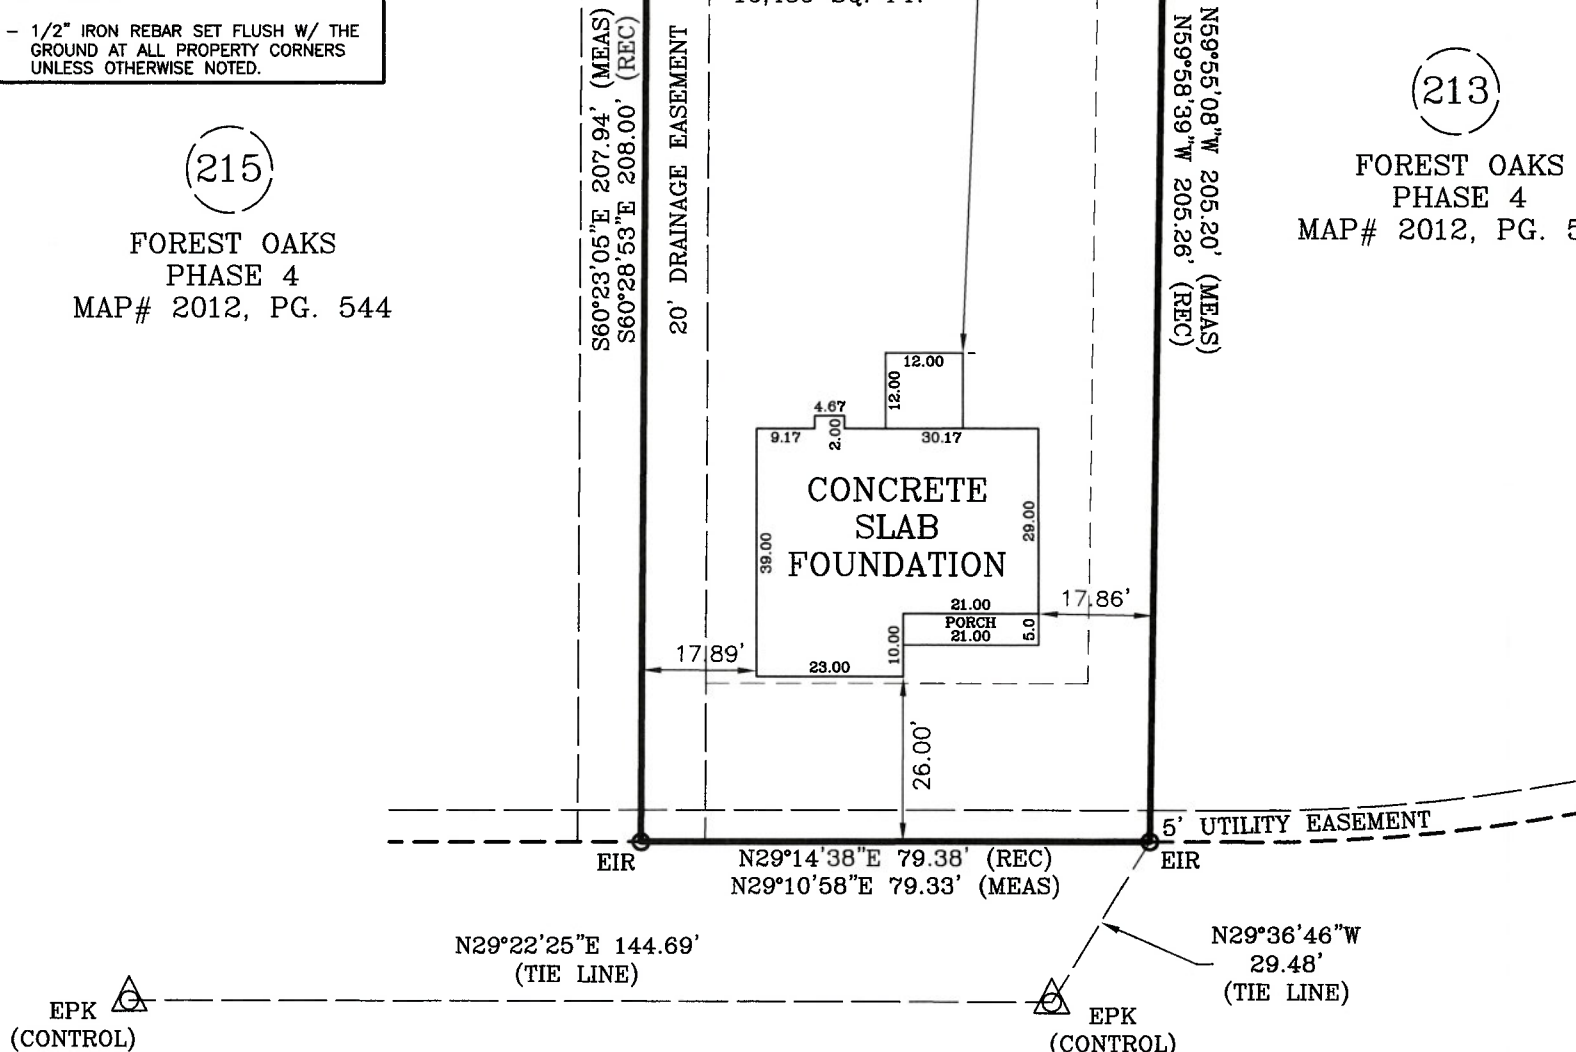 - 1/2" IRON REBAR SET FLUSH W/ THE
GROUND AT ALL PROPERTY CORNERS
UNLESS OTHERWISE NOTED.
215
FOREST OAKS
PHASE 4
MAP# 2012, PG. 544
S60°23'05"E 207.94' (MEAS)
S60°28'53"E 208.00' (REC)
20' DRAINAGE EASEMENT
N59°55'08"W 205.20' (MEAS)
N59°58'39"W 205.26' (REC)
213
FOREST OAKS
PHASE 4
MAP# 2012, PG.
12.00
12.00
4.67
9.17
2.00
30.17
CONCRETE
SLAB
FOUNDATION
39.00
29.00
21.00
PORCH
21.00
5.0
10.00
23.00
17.89'
17.86'
26.00'
5' UTILITY EASEMENT
EIR
EIR
N29°14'38"E 79.38' (REC)
N29°10'58"E 79.33' (MEAS)
N29°22'25"E 144.69'
(TIE LINE)
N29°36'46"W
29.48'
(TIE LINE)
EPK
(CONTROL)
EPK
(CONTROL)